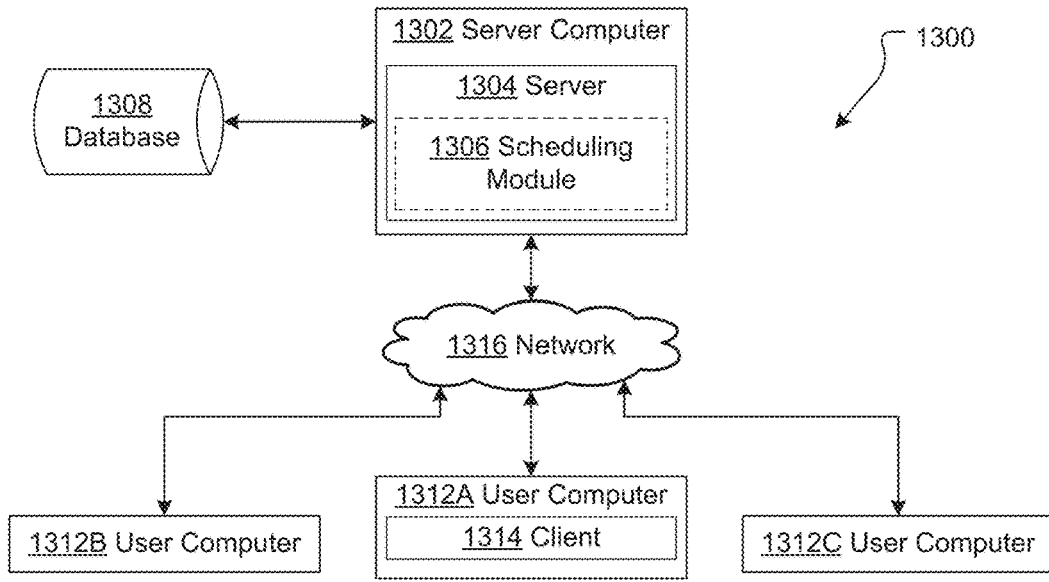 1302 Server Computer
1300
1304 Server
1308
Database
1306 Scheduling
Module
1316 Network
1312A User Computer
1314 Client
1312B User Computer
1312C User Computer